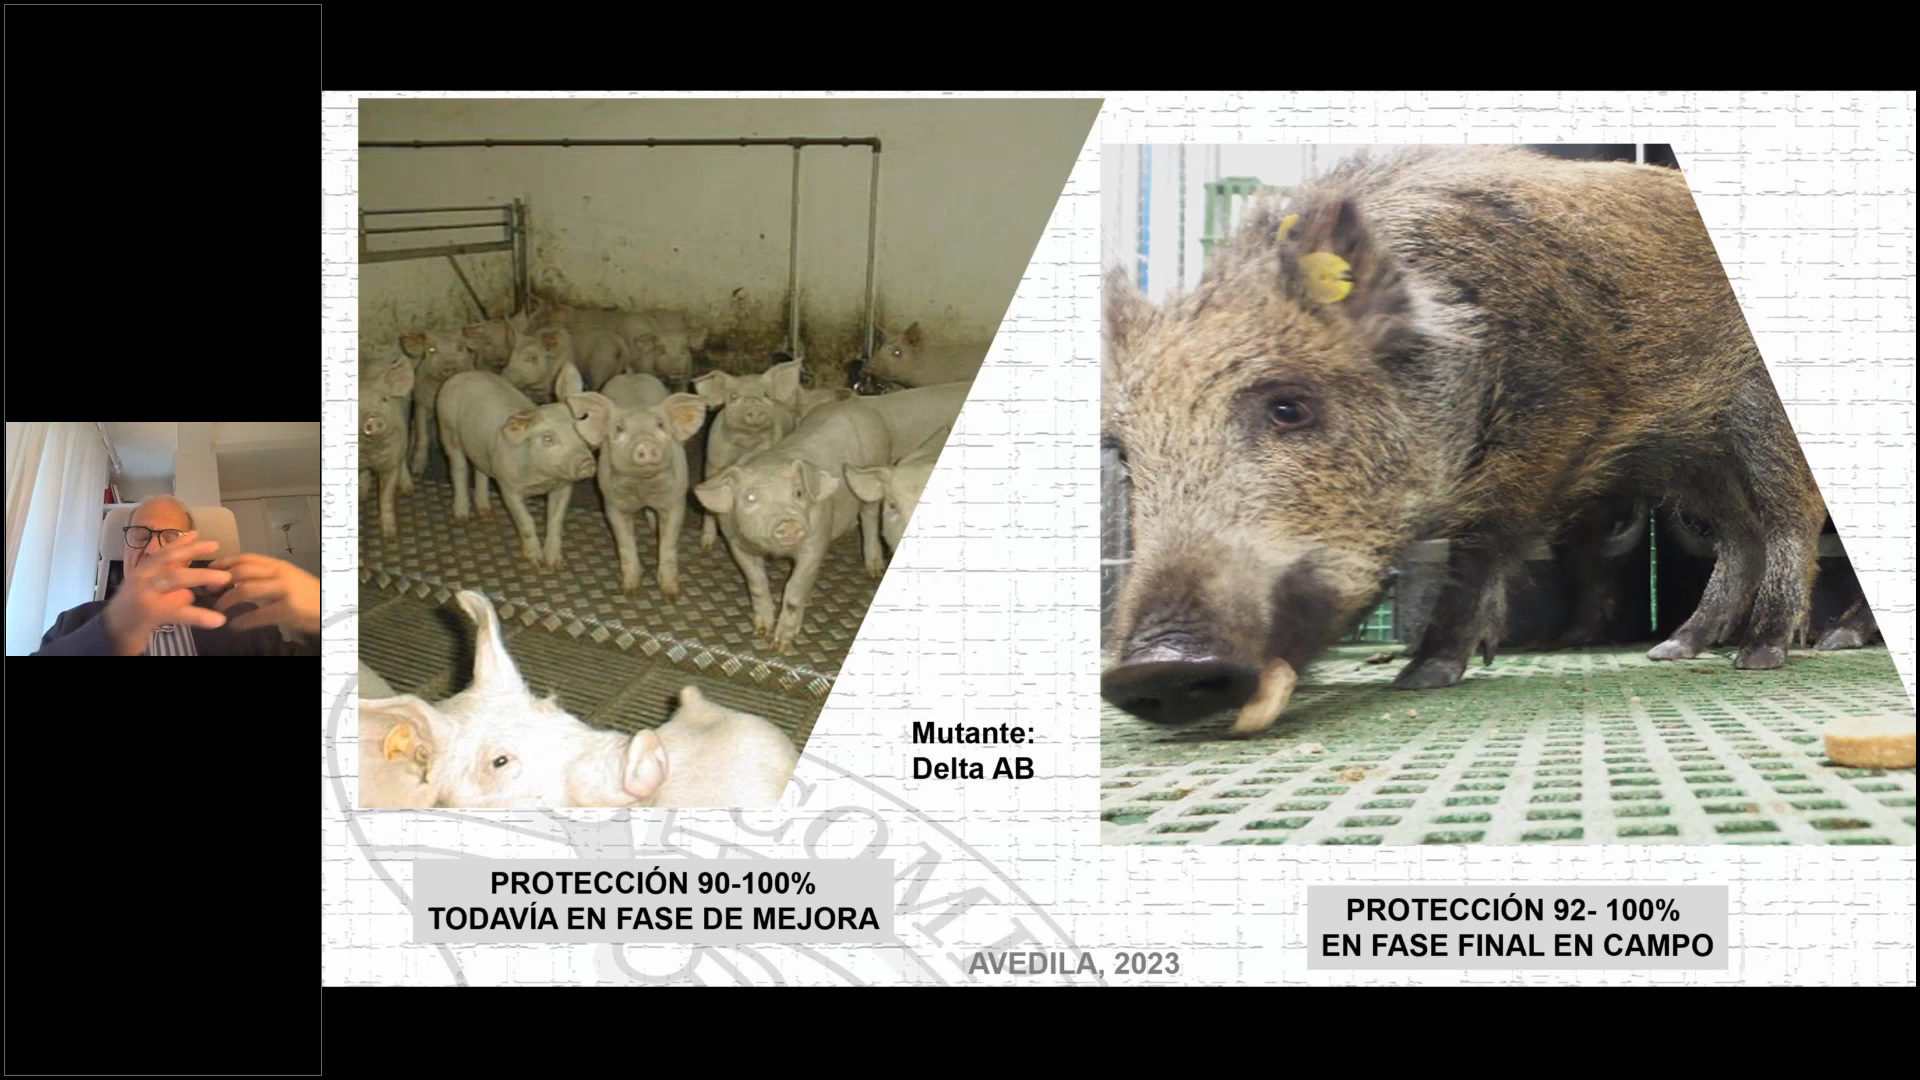 Mutante:
Delta AB
PROTECCIÓN 90-100%
TODAVÍA EN FASE DE MEJORA
PROTECCIÓN 92- 100%
EN FASE FINAL EN CAMPO
AVEDILA, 2023